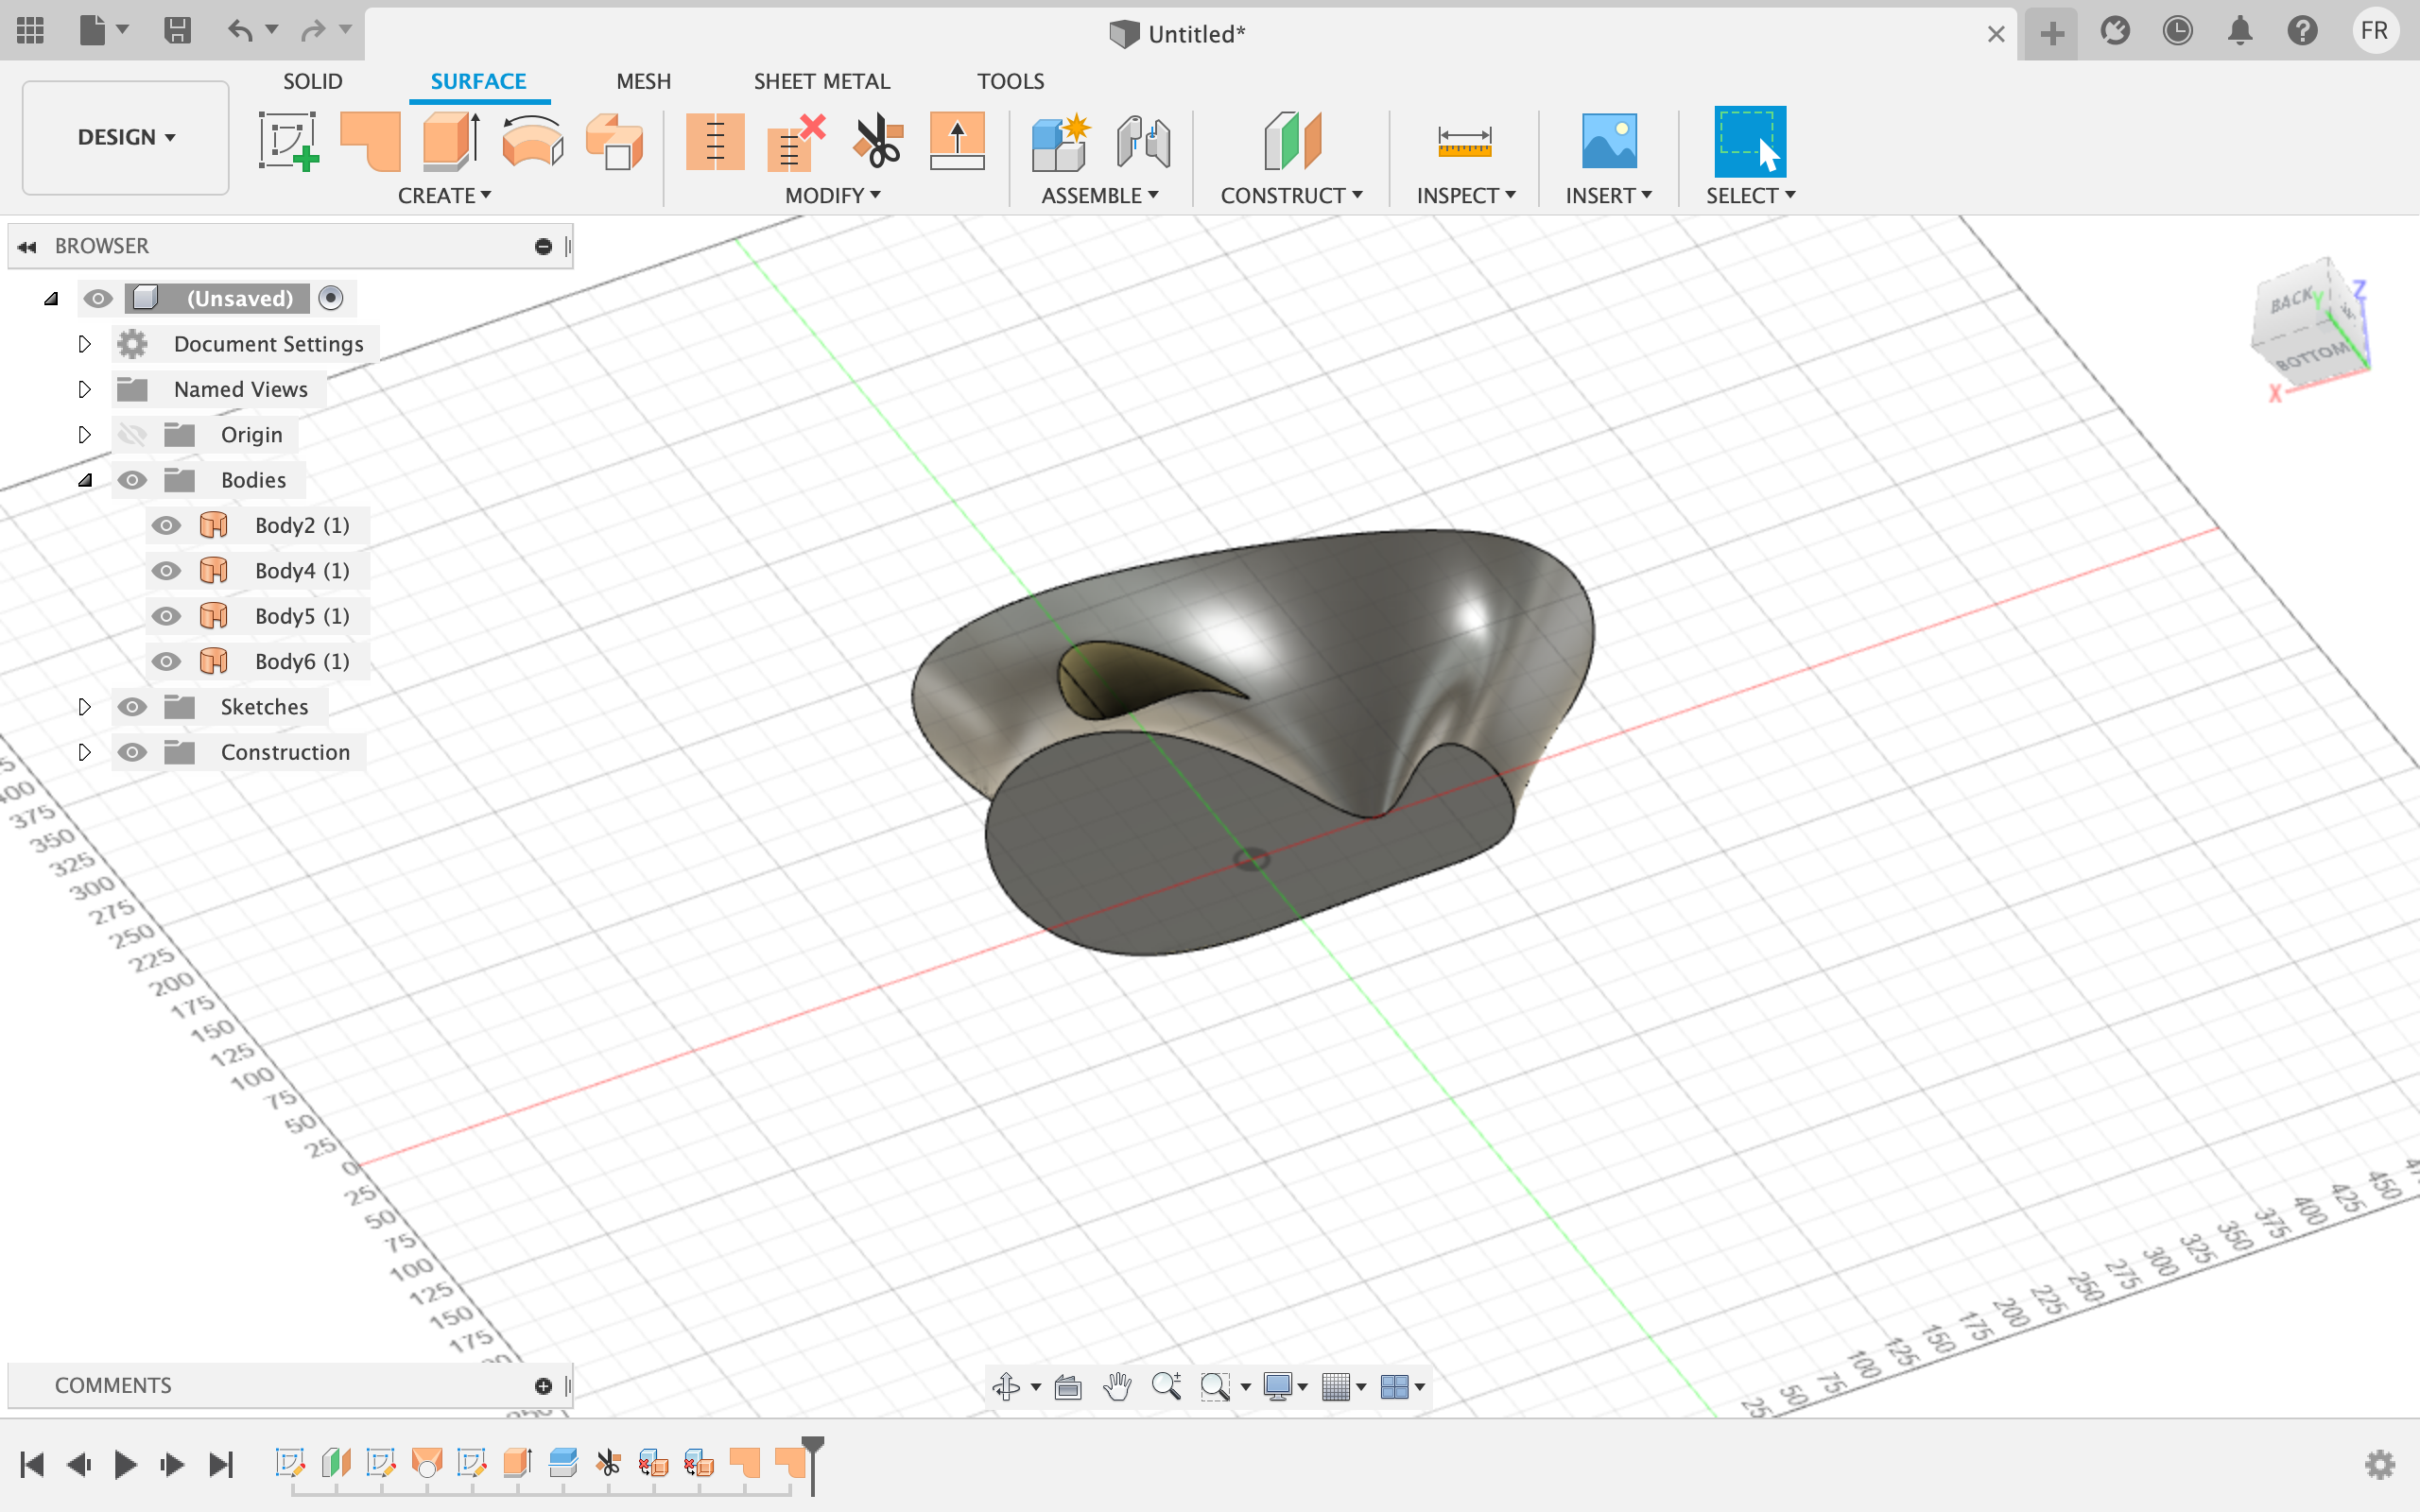 Untitled*
FR
DESIGN
SOLID
SURFACE
MESH
SHEET METAL
TOOLS
CREATE
MODIFY
ASSEMBLE
CONSTRUCT
INSPECT
INSERT
SELECT
BROWSER
(Unsaved)
Document Settings
Named Views
Origin
Bodies
Body2 (1)
Body4 (1)
Body5 (1)
Body6 (1)
Sketches
Construction
BACK
BOTTOM
X
Y
Z
400
375
350
325
300
275
250
225
200
175
150
125
100
75
50
25
0
25
50
75
100
125
150
175
25
50
75
100
125
150
175
200
225
250
275
300
325
350
375
400
425
450
COMMENTS